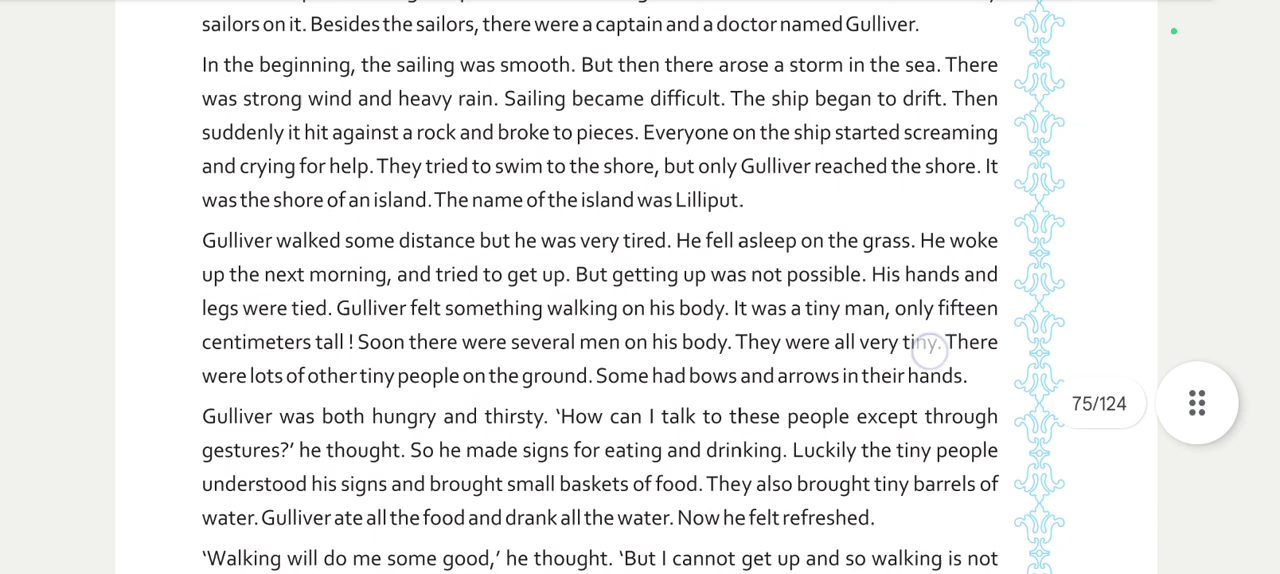 sailors on it. Besides the sailors, there were a captain and a doctor named Gulliver.
In the beginning, the sailing was smooth. But then there arose a storm in the sea. There
was strong wind and heavy rain. Sailing became difficult. The ship began to drift. Then
suddenly it hit against a rock and broke to pieces. Everyone on the ship started screaming
and crying for help. They tried to swim to the shore, but only Gulliver reached the shore. It
was the shore of an island. The name of the island was Lilliput.
Gulliver walked some distance but he was very tired. He fell asleep on the grass. He woke
up the next morning, and tried to get up. But getting up was not possible. His hands and
legs were tied. Gulliver felt something walking on his body. It was a tiny man, only fifteen
centimeters tall ! Soon there were several men on his body. They were all very tiny. There
were lots of other tiny people on the ground. Some had bows and arrows in their hands.
75/124
Gulliver was both hungry and thirsty. ‘How can I talk to these people except through
gestures?’ he thought. So he made signs for eating and drinking. Luckily the tiny people
understood his signs and brought small baskets of food. They also brought tiny barrels of
water. Gulliver ate all the food and drank all the water. Now he felt refreshed.
‘Walking will do me some good,’ he thought. ‘But I cannot get up and so walking is not